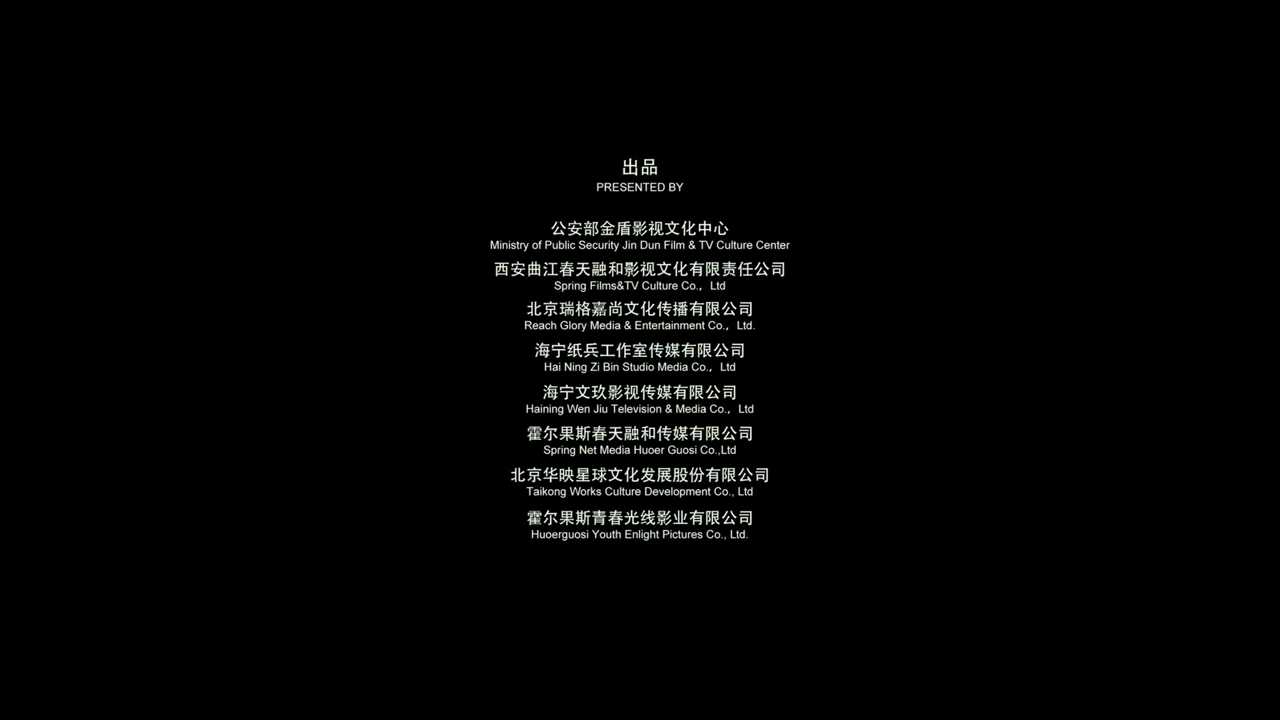 出品
PRESENTED BY
公安部金盾影视文化中心
Ministry of Public Security Jin Dun Film & TV Culture Center
西安曲江春天融和影视文化有限责任公司
Spring Films&TV Culture Co.，Ltd
北京瑞格嘉尚文化传播有限公司
Reach Glory Media & Entertainment Co.，Ltd.
海宁纸兵工作室传媒有限公司
Hai Ning Zi Bin Studio Media Co.，Ltd
海宁文玖影视传媒有限公司
Haining Wen Jiu Television & Media Co.，Ltd
霍尔果斯春天融和传媒有限公司
Spring Net Media Huoer Guosi Co.,Ltd
北京华映星球文化发展股份有限公司
Taikong Works Culture Development Co., Ltd
霍尔果斯青春光线影业有限公司
Huoerguosi Youth Enlight Pictures Co., Ltd.